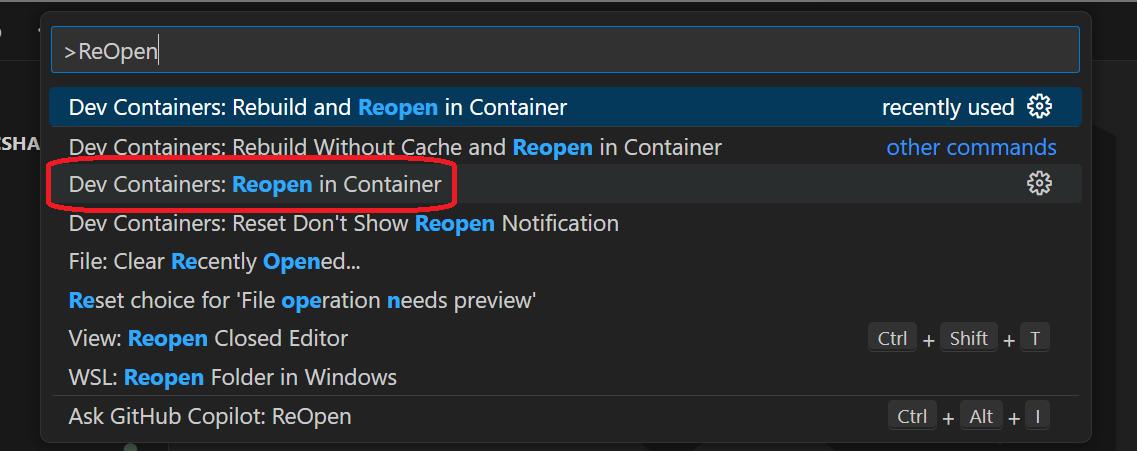 >ReOpen
Dev Containers: Rebuild and Reopen in Container recently used
Dev Containers: Rebuild Without Cache and Reopen in Container other commands
CSHA
Dev Containers: Reopen in Container
Dev Containers: Reset Don't Show Reopen Notification
File: Clear Recently Opened...
Reset choice for 'File operation needs preview'
View: Reopen Closed Editor Ctrl + Shift + T
WSL: Reopen Folder in Windows
Ask GitHub Copilot: ReOpen Ctrl + Alt + I